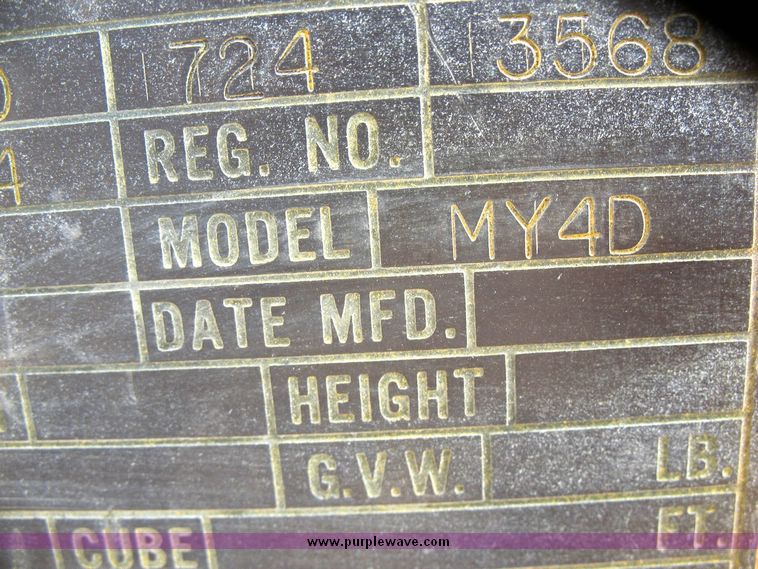 724 3568
REG. NO.
MODEL MY4D
DATE MFD.
HEIGHT
G.V.W. LB.
CUBE FT.
www.purplewave.com